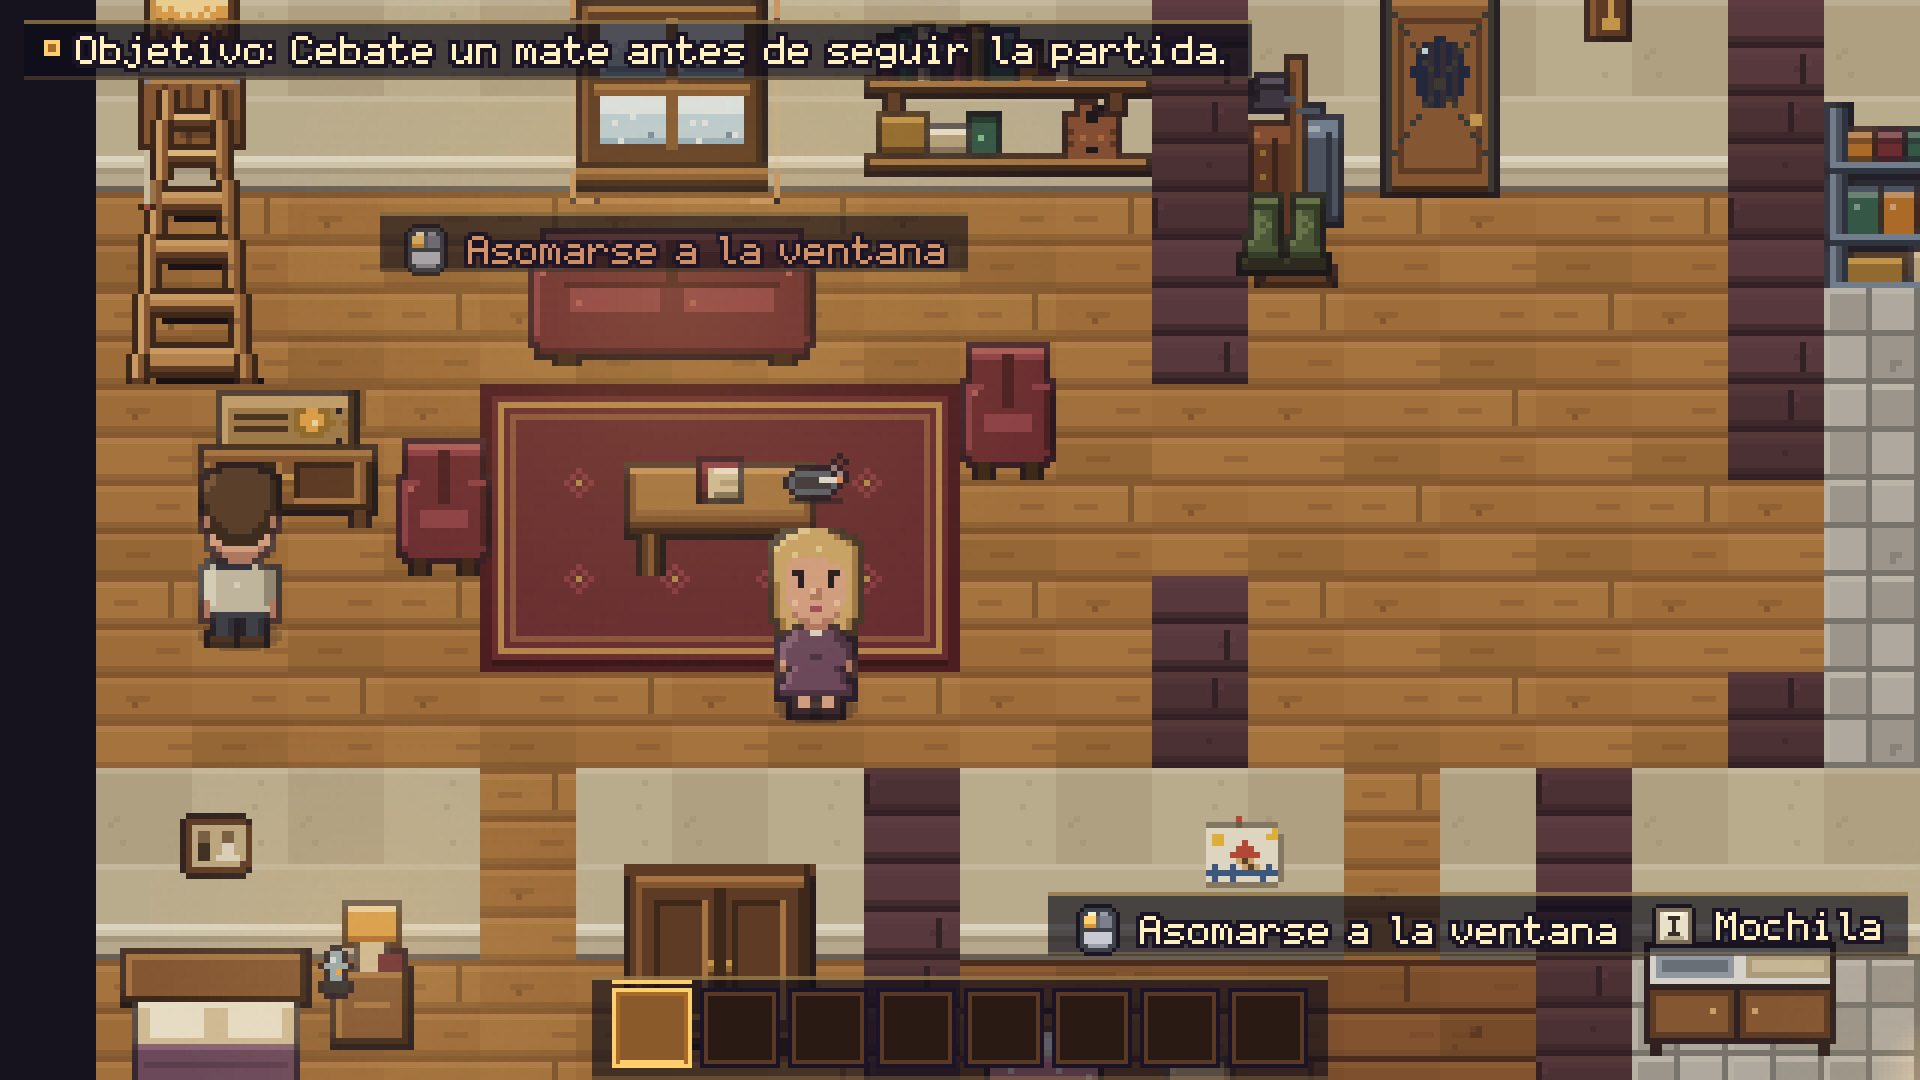 Objetivo: Cebate un mate antes de seguir la partida.
Asomarse a la ventana
Asomarse a la ventana I Mochila